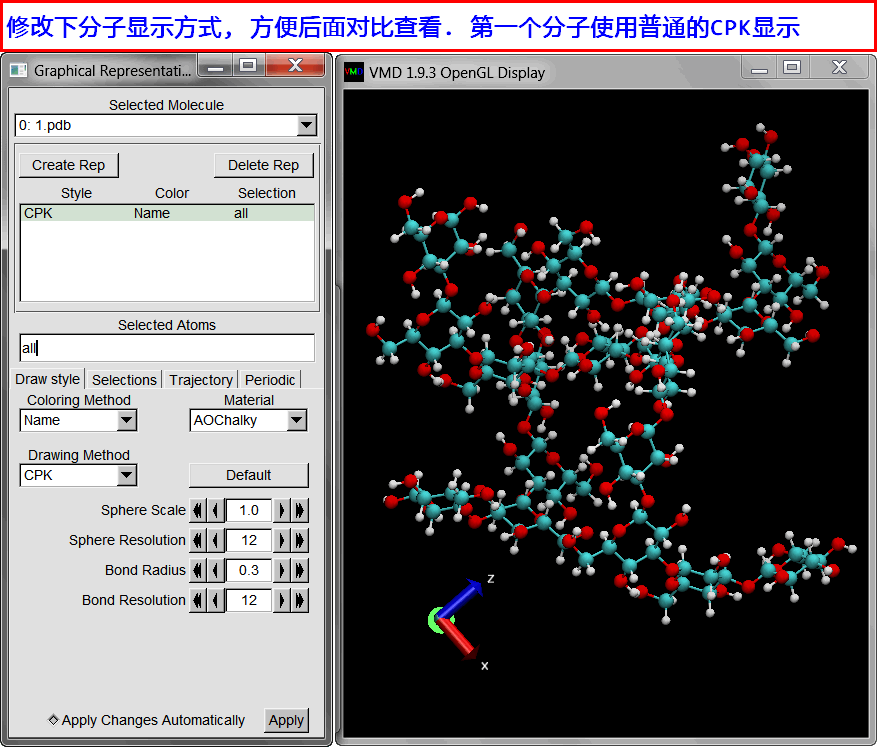 修改下分子显示方式, 方便后面对比查看. 第一个分子使用普通的CPK显示
Graphical Representati...
VMD 1.9.3 OpenGL Display
Selected Molecule
0: 1.pdb
Create Rep Delete Rep
Style Color Selection
CPK Name all
Selected Atoms
all
Draw style Selections Trajectory Periodic
Coloring Method Material
Name AOChalky
Drawing Method
CPK Default
Sphere Scale 1.0
Sphere Resolution 12
Bond Radius 0.3
Bond Resolution 12
Apply Changes Automatically Apply
VMD
z
x